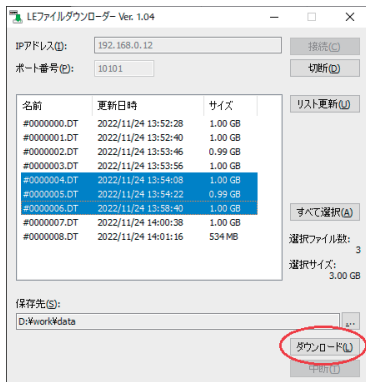 LEファイルダウンローダー Ver. 1.04
IPアドレス(I): 192.168.0.12 接続(C)
ポート番号(P): 10101 切断(D)
名前 更新日時 サイズ リスト更新(U)
#0000000.DT 2022/11/24 13:52:28 1.00 GB
#0000001.DT 2022/11/24 13:52:40 1.00 GB
#0000002.DT 2022/11/24 13:53:46 0.99 GB
#0000003.DT 2022/11/24 13:53:56 1.00 GB
#0000004.DT 2022/11/24 13:54:08 1.00 GB
#0000005.DT 2022/11/24 13:54:22 0.99 GB
#0000006.DT 2022/11/24 13:58:40 1.00 GB
#0000007.DT 2022/11/24 14:00:38 1.00 GB
#0000008.DT 2022/11/24 14:01:16 534 MB
すべて選択(A)
選択ファイル数:
3
選択サイズ:
3.00 GB
保存先(S):
D:¥work¥data ...
ダウンロード(L)
中断(T)